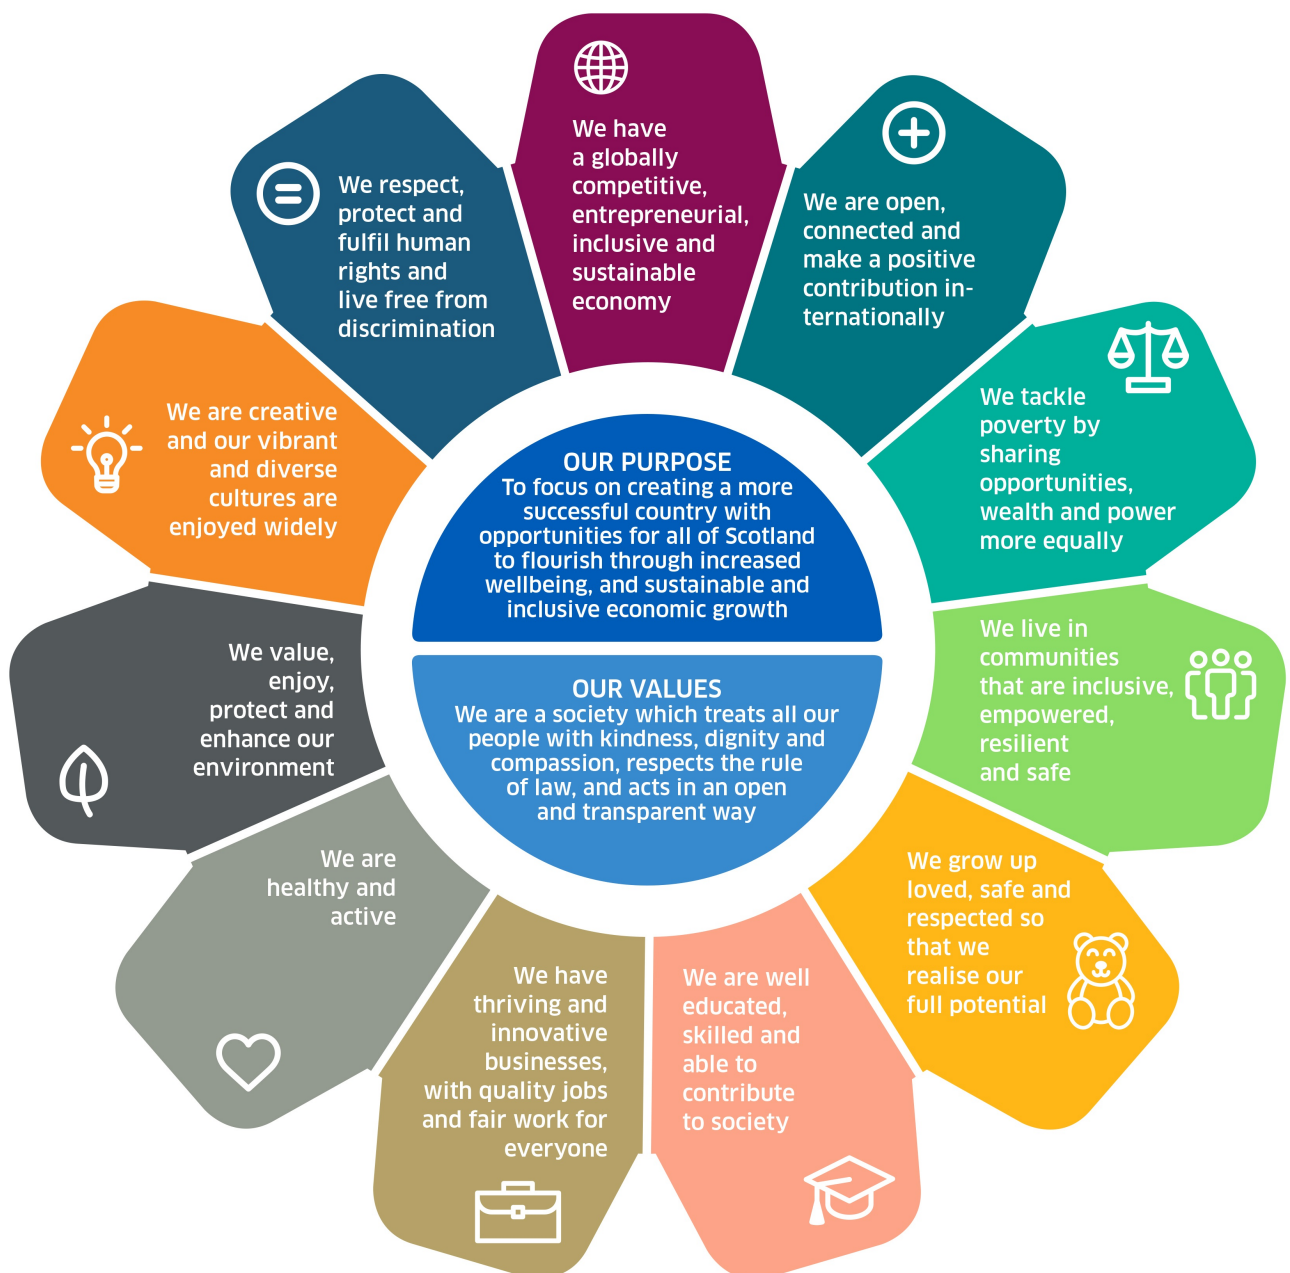 We have
a globally
competitive,
entrepreneurial,
inclusive and
sustainable
economy
We are open,
connected and
make a positive
contribution in-
ternationally
We tackle
poverty by
sharing
opportunities,
wealth and power
more equally
We live in
communities
that are inclusive,
empowered,
resilient
and safe
We grow up
loved, safe and
respected so
that we
realise our
full potential
We are well
educated,
skilled and
able to
contribute
to society
We have
thriving and
innovative
businesses,
with quality jobs
and fair work for
everyone
We are
healthy and
active
We value,
enjoy,
protect and
enhance our
environment
We are creative
and our vibrant
and diverse
cultures are
enjoyed widely
We respect,
protect and
fulfil human
rights and
live free from
discrimination
OUR PURPOSE
To focus on creating a more
successful country with
opportunities for all of Scotland
to flourish through increased
wellbeing, and sustainable and
inclusive economic growth
OUR VALUES
We are a society which treats all our
people with kindness, dignity and
compassion, respects the rule
of law, and acts in an open
and transparent way